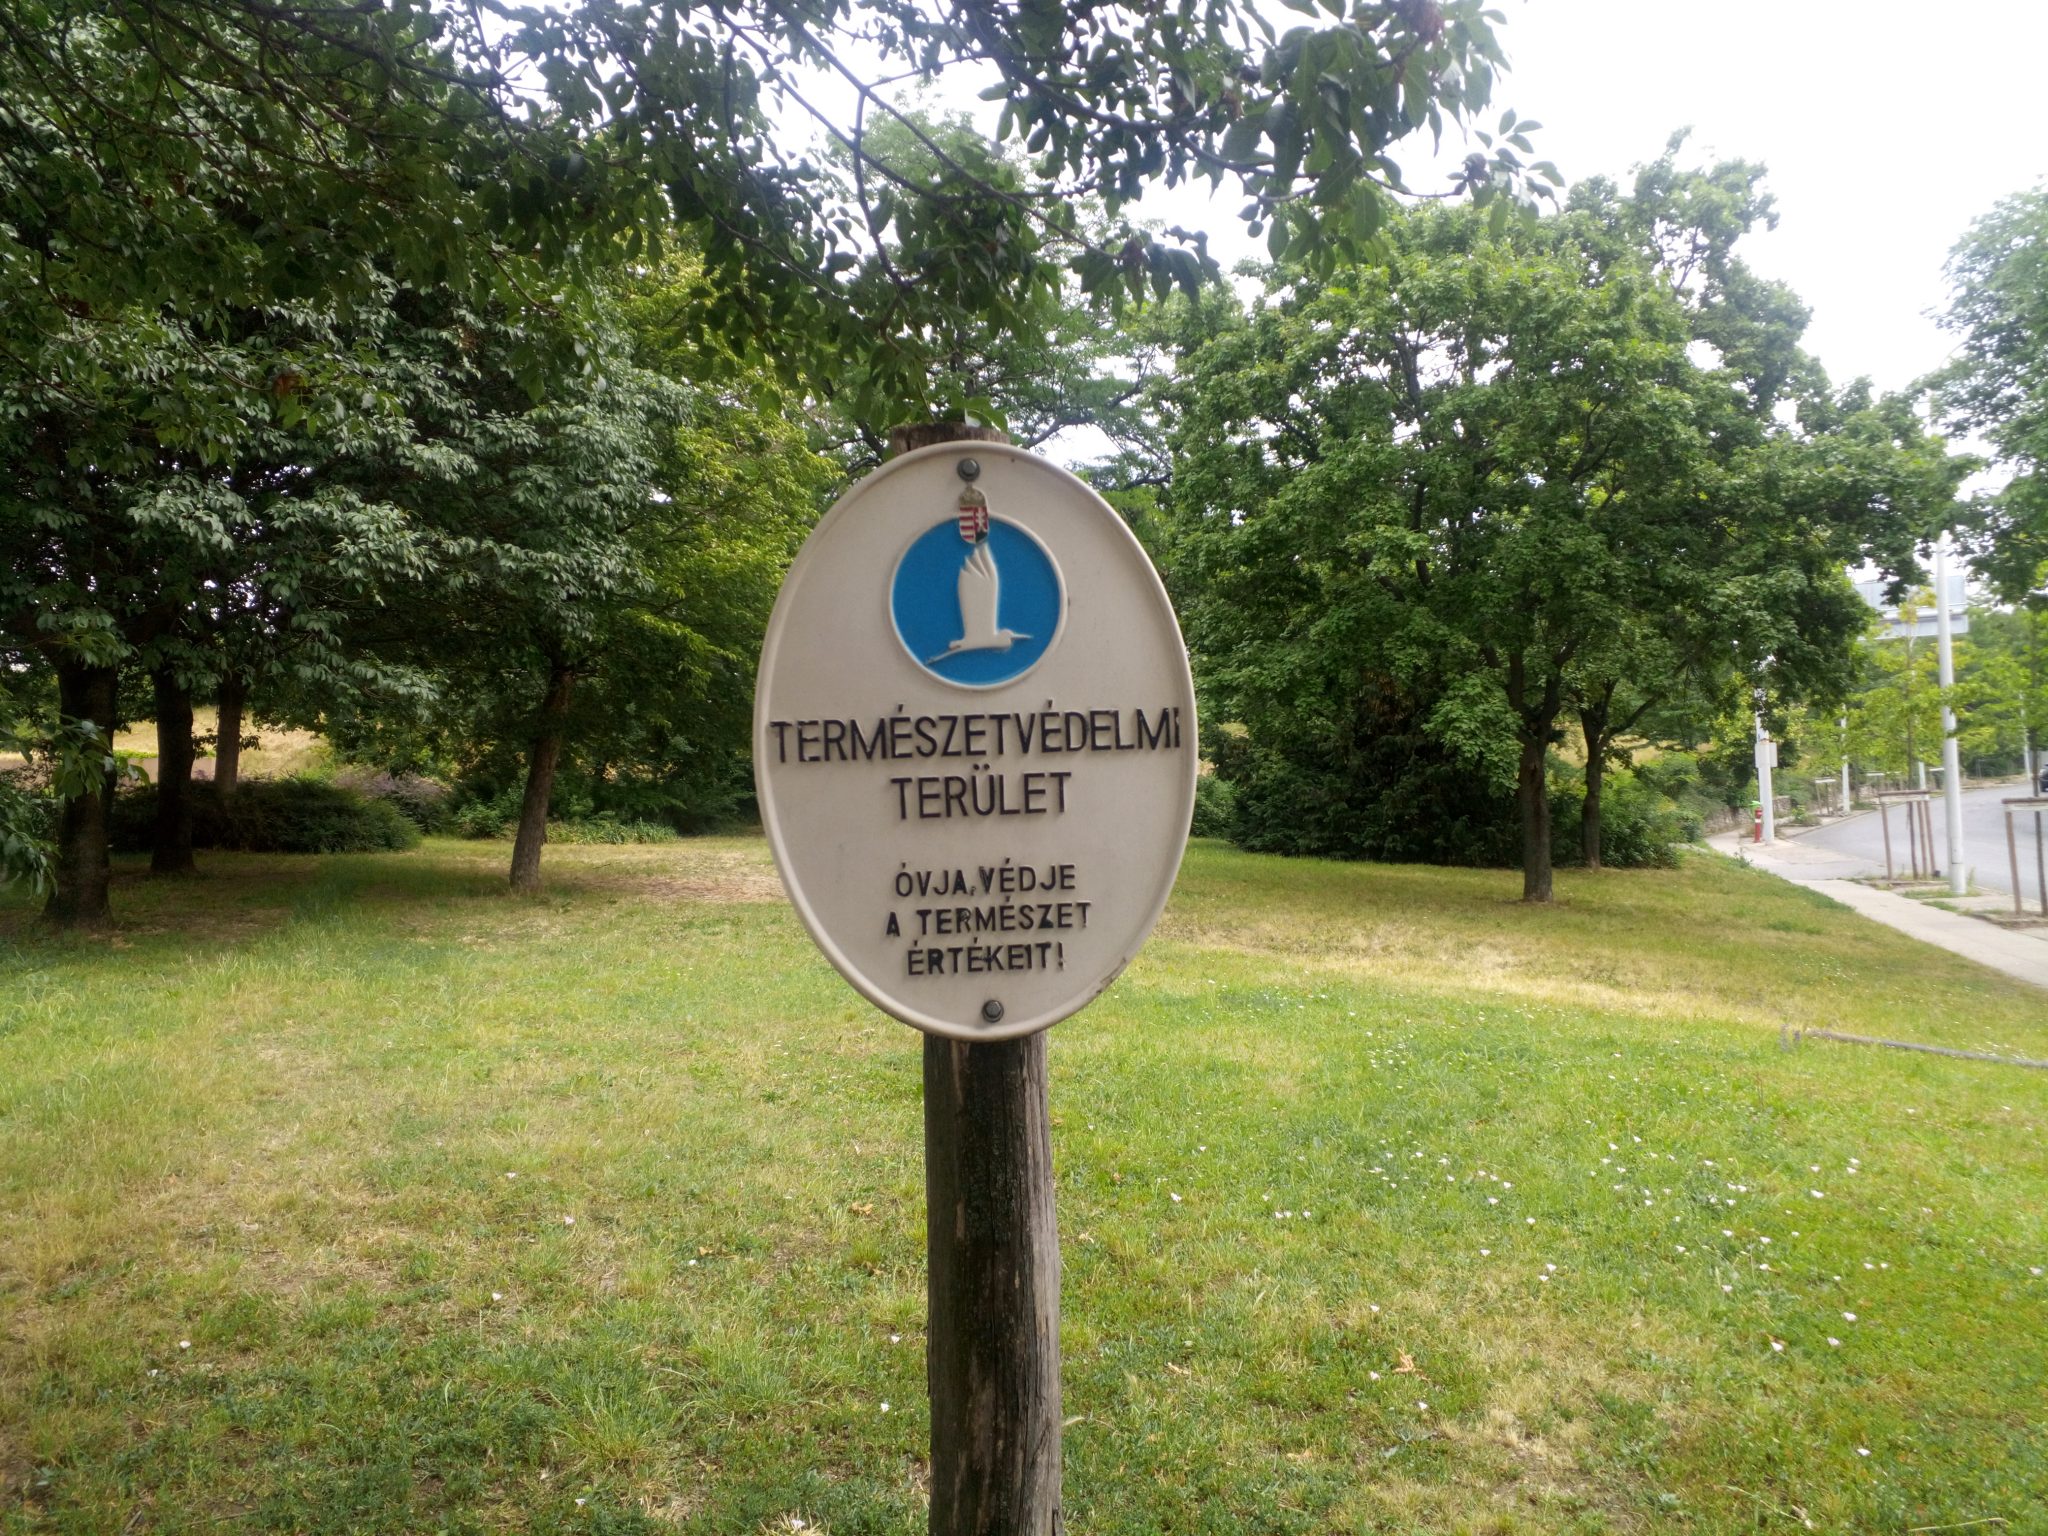 TERMÉSZETVÉDELMI
TERÜLET
ÓVJA, VÉDJE
A TERMÉSZET
ÉRTÉKEIT!